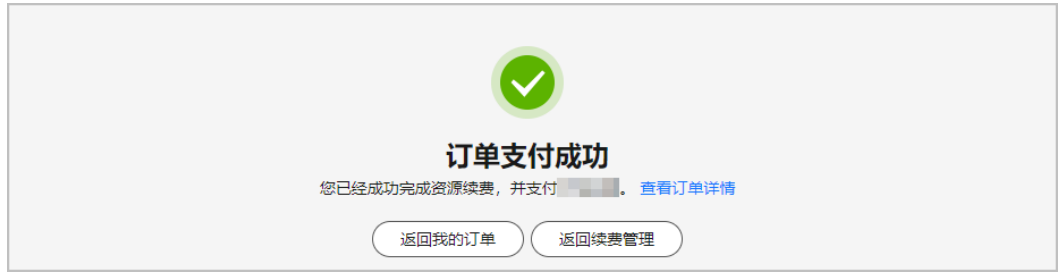 订单支付成功
您已经成功完成资源续费，并支付 。 查看订单详情
返回我的订单 返回续费管理